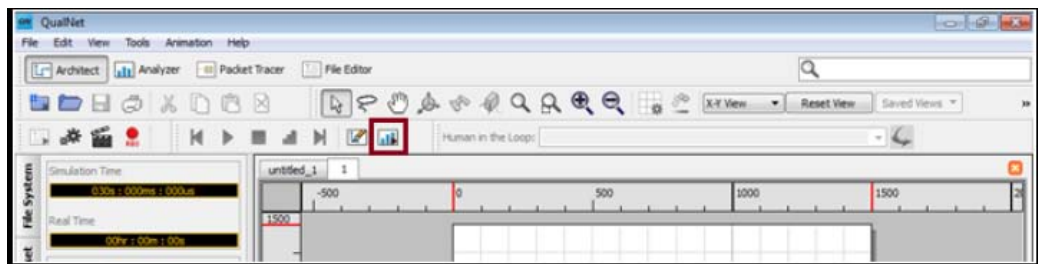 QualNet
File Edit View Tools Animation Help
Architect Analyzer Packet Tracer File Editor
X-Y View Reset View Saved Views »
REC Human in the Loop:
File System
Simulation Time
030s : 000ms : 000us
Real Time
00hr : 00m : 00s
untitled_1 1
-500 0 500 1000 1500 20
1500